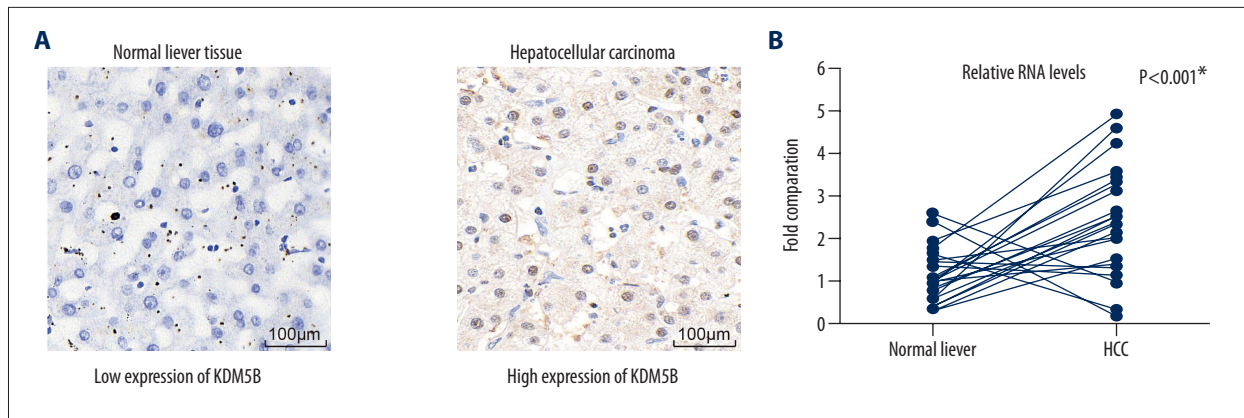 A
Normal liever tissue
100µm
Low expression of KDM5B
Hepatocellular carcinoma
100µm
High expression of KDM5B
B
Relative RNA levels
P<0.001*
Fold comparation
6
5
4
3
2
1
0
Normal liever
HCC